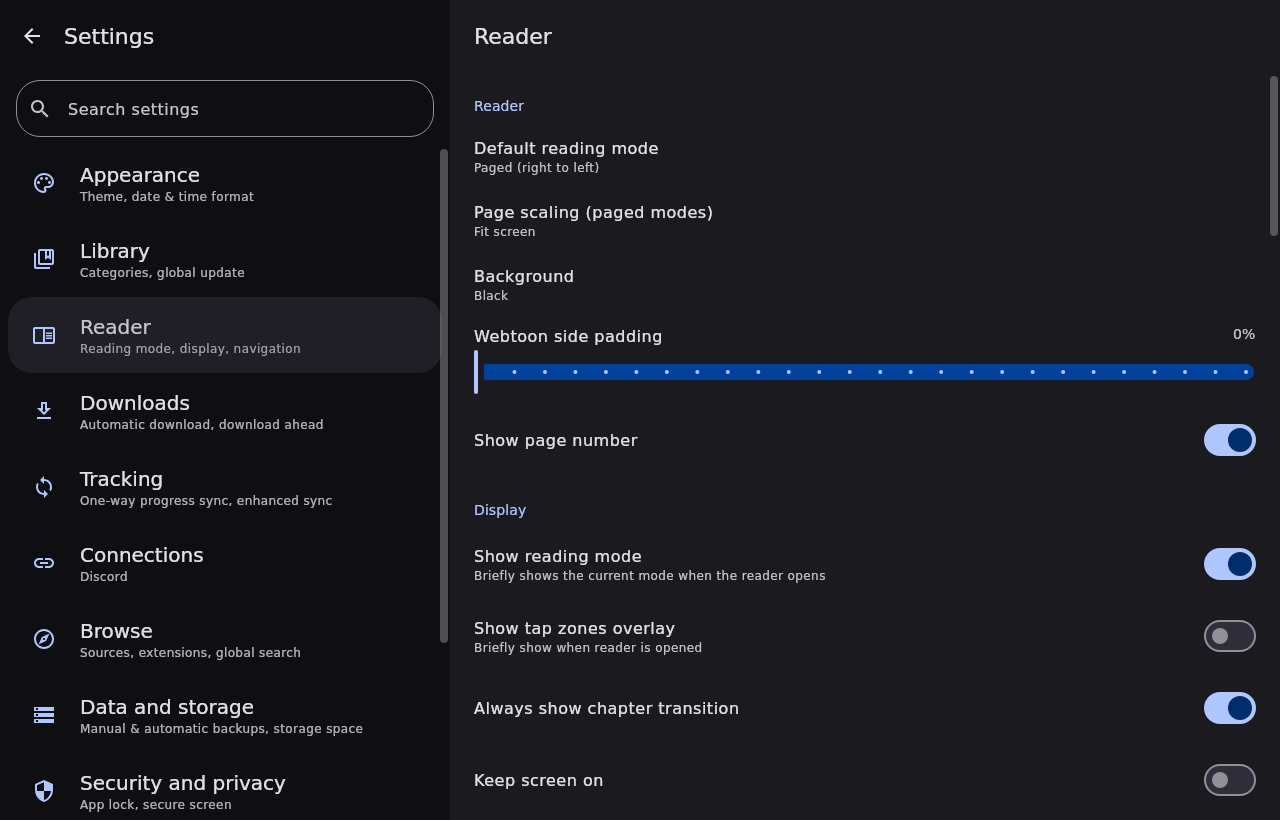 Settings
Search settings
Appearance
Theme, date & time format
Library
Categories, global update
Reader
Reading mode, display, navigation
Downloads
Automatic download, download ahead
Tracking
One-way progress sync, enhanced sync
Connections
Discord
Browse
Sources, extensions, global search
Data and storage
Manual & automatic backups, storage space
Security and privacy
App lock, secure screen
Reader
Reader
Default reading mode
Paged (right to left)
Page scaling (paged modes)
Fit screen
Background
Black
Webtoon side padding
0%
Show page number
Display
Show reading mode
Briefly shows the current mode when the reader opens
Show tap zones overlay
Briefly show when reader is opened
Always show chapter transition
Keep screen on